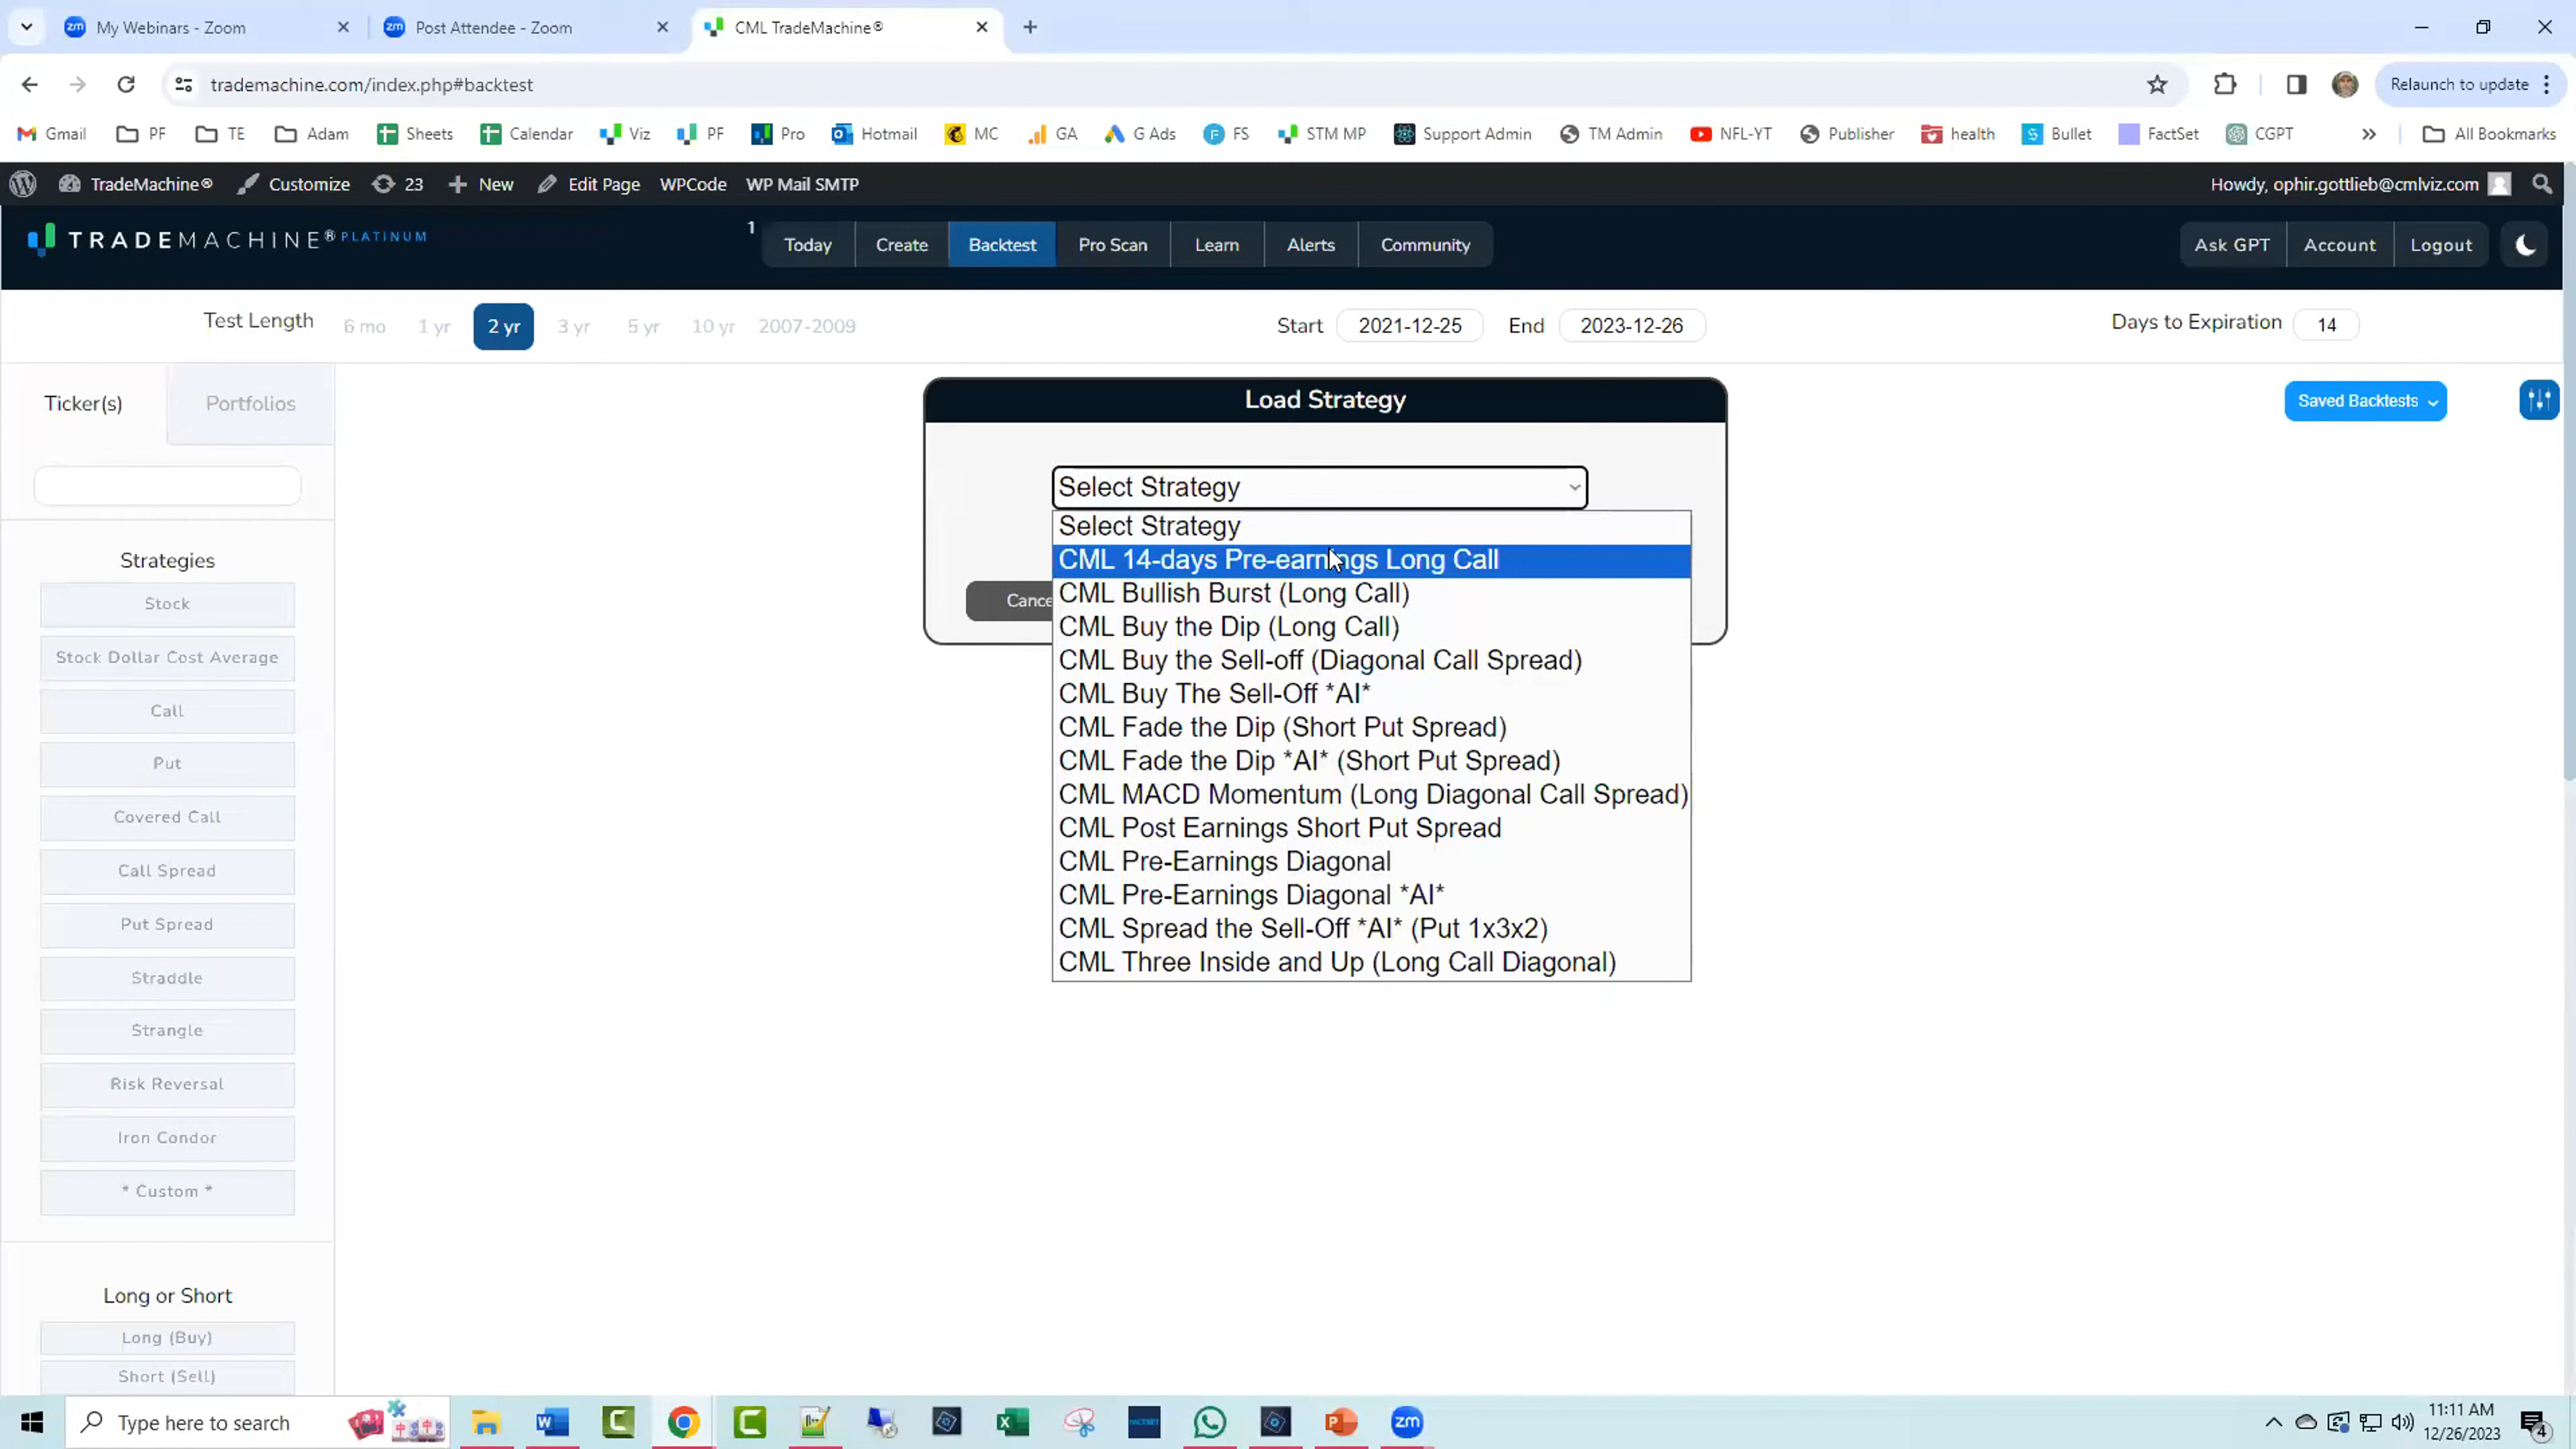 My Webinars - Zoom
Post Attendee - Zoom
CML TradeMachine®
trademachine.com/index.php#backtest
Relaunch to update
Gmail PF TE Adam Sheets Calendar Viz PF Pro Hotmail MC GA G Ads FS STM MP Support Admin TM Admin NFL-YT Publisher health Bullet FactSet CGPT » All Bookmarks
TradeMachine® Customize 23 New Edit Page WPCode WP Mail SMTP Howdy, ophir.gottlieb@cmlviz.com
TRADEMACHINE® PLATINUM
1
Today Create Backtest Pro Scan Learn Alerts Community
Ask GPT Account Logout
Test Length 6 mo 1 yr 2 yr 3 yr 5 yr 10 yr 2007-2009
Start 2021-12-25 End 2023-12-26
Days to Expiration 14
Ticker(s) Portfolios
Load Strategy
Saved Backtests
Select Strategy
Select Strategy
CML 14-days Pre-earnings Long Call
CML Bullish Burst (Long Call)
CML Buy the Dip (Long Call)
CML Buy the Sell-off (Diagonal Call Spread)
CML Buy The Sell-Off *AI*
CML Fade the Dip (Short Put Spread)
CML Fade the Dip *AI* (Short Put Spread)
CML MACD Momentum (Long Diagonal Call Spread)
CML Post Earnings Short Put Spread
CML Pre-Earnings Diagonal
CML Pre-Earnings Diagonal *AI*
CML Spread the Sell-Off *AI* (Put 1x3x2)
CML Three Inside and Up (Long Call Diagonal)
Cance
Strategies
Stock
Stock Dollar Cost Average
Call
Put
Covered Call
Call Spread
Put Spread
Straddle
Strangle
Risk Reversal
Iron Condor
* Custom *
Long or Short
Long (Buy)
Short (Sell)
Type here to search
11:11 AM
12/26/2023
4